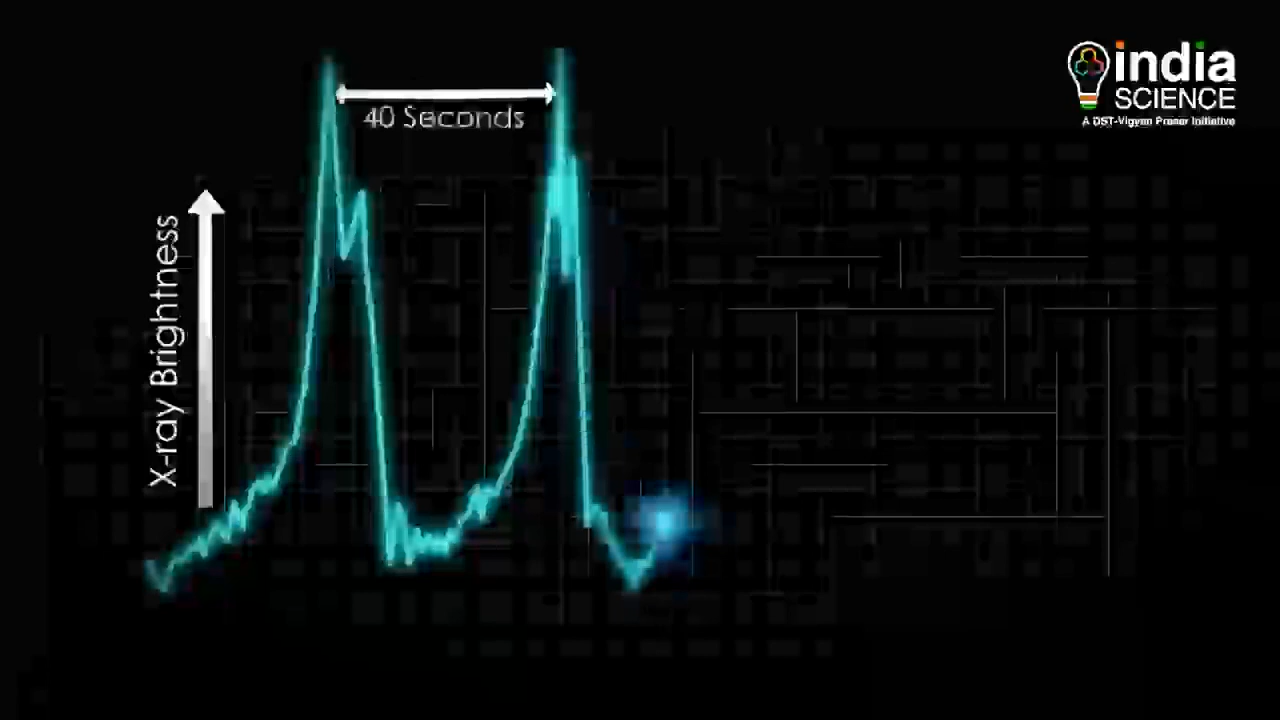 india
SCIENCE
A DST-Vigyan Prasar Initiative
40 Seconds
X-ray Brightness